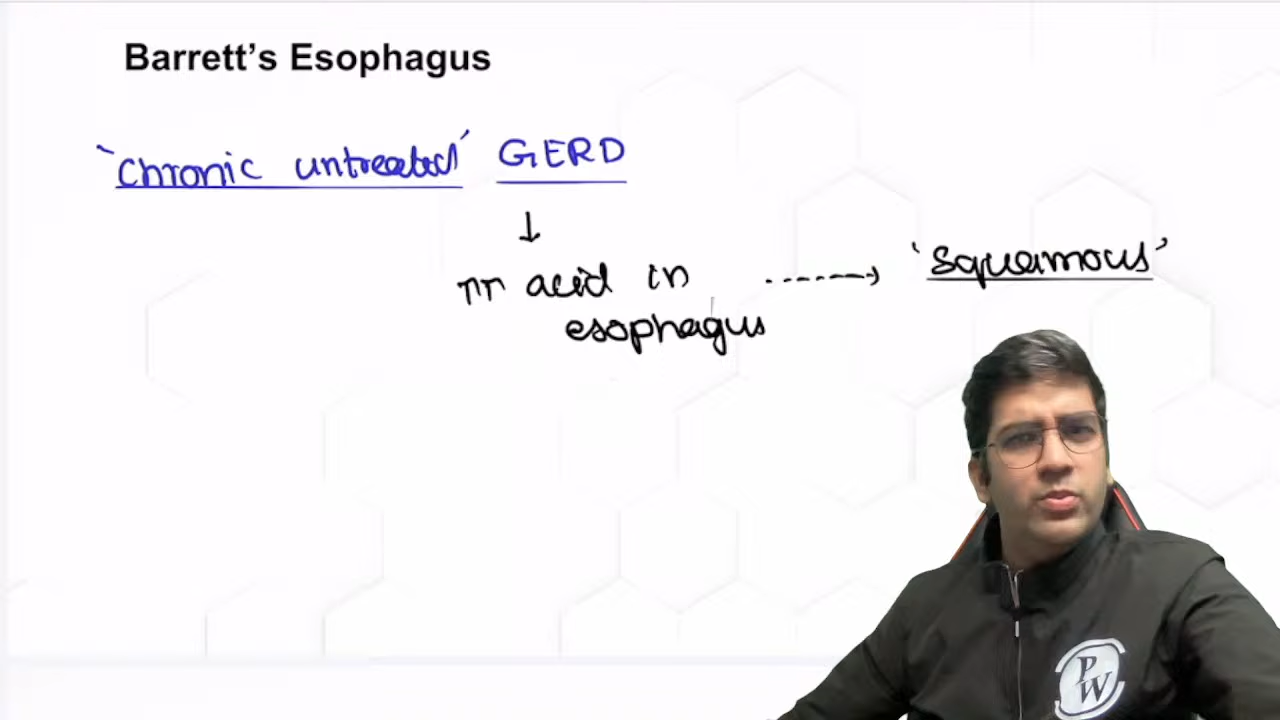 Barrett's Esophagus
`chronic untreated' GERD
↓
↑↑ acid in -----→ 'squamous'
esophagus
PW